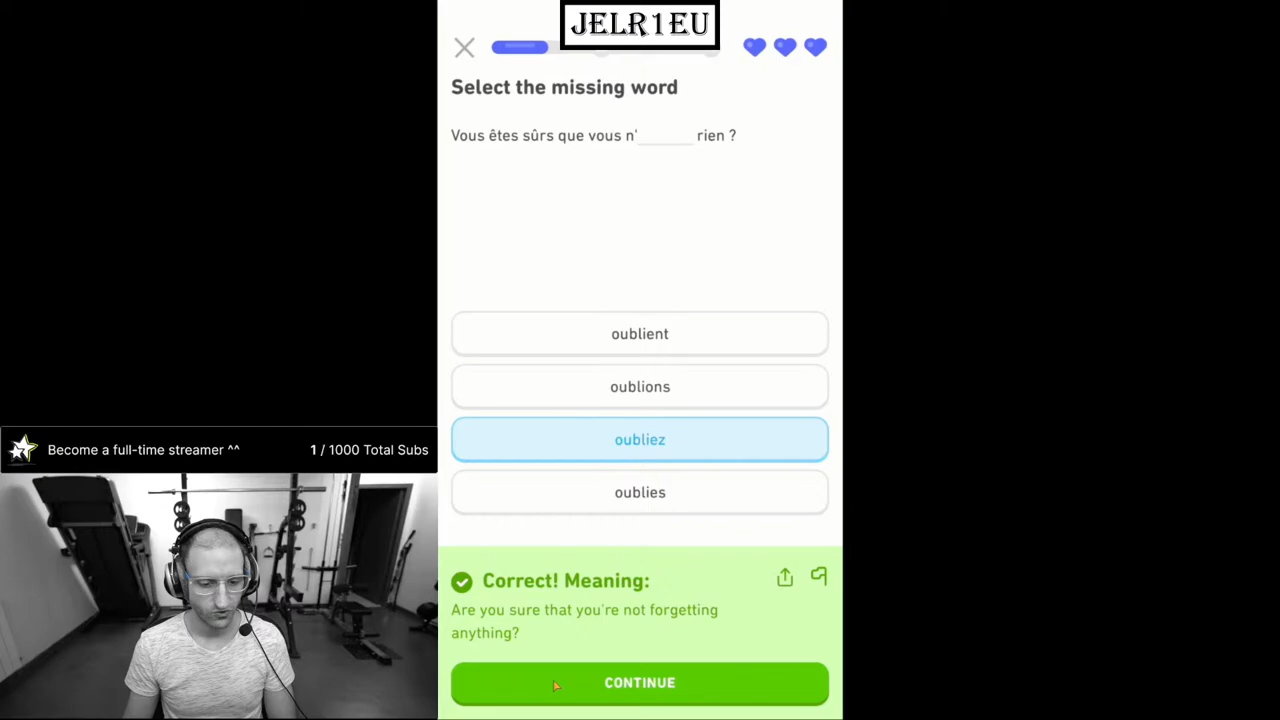 JELR1EU
Select the missing word
Vous êtes sûrs que vous n'______ rien ?
oublient
oublions
oubliez
oublies
Become a full-time streamer ^^ 1 / 1000 Total Subs
Correct! Meaning:
Are you sure that you're not forgetting
anything?
CONTINUE